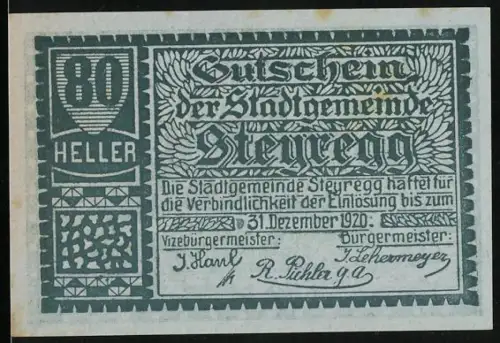 80
HELLER
Gutschein
der Stadtgemeinde
Steyregg
Die Stadtgemeinde Steyregg haftet für
die Verbindlichkeit der Einlösung bis zum
31. Dezember 1920.
Vizebürgermeister: Bürgermeister:
J. Lehermeyer